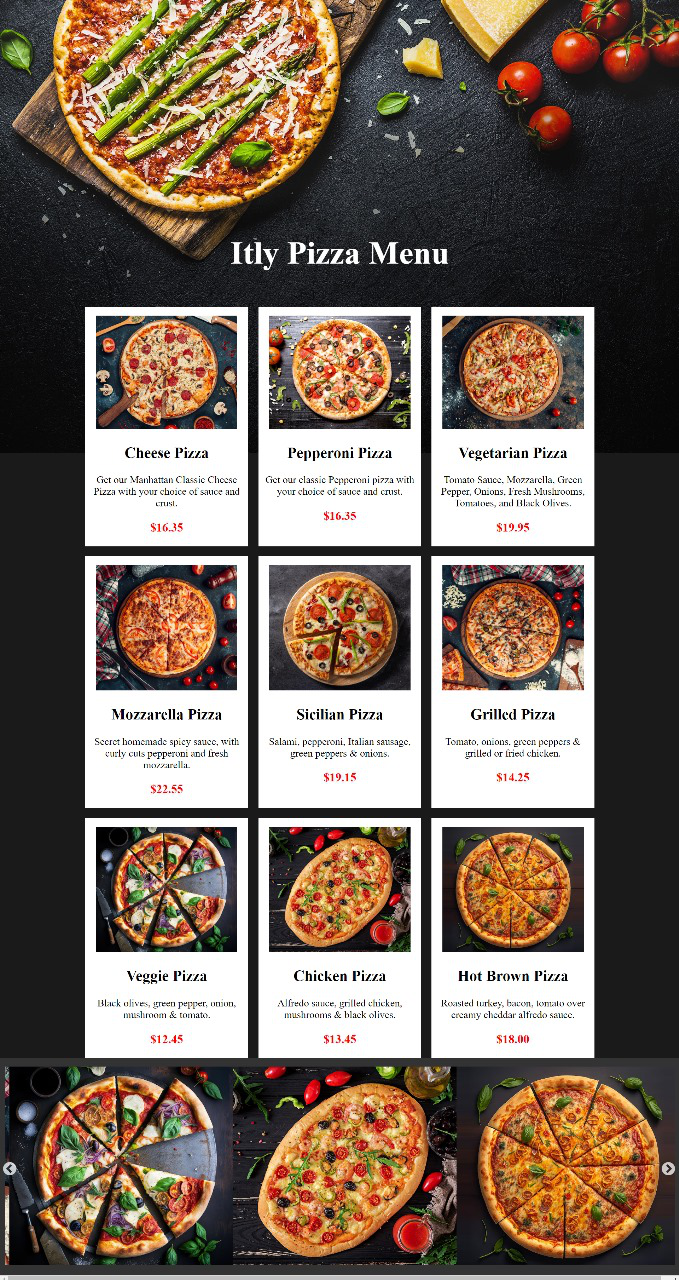 Itly Pizza Menu
Cheese Pizza
Get our Manhattan Classic Cheese
Pizza with your choice of sauce and
crust.
$16.35
Pepperoni Pizza
Get our classic Pepperoni pizza with
your choice of sauce and crust.
$16.35
Vegetarian Pizza
Tomato Sauce, Mozzarella, Green
Pepper, Onions, Fresh Mushrooms,
Tomatoes, and Black Olives.
$19.95
Mozzarella Pizza
Secret homemade spicy sauce, with
curly cuts pepperoni and fresh
mozzarella.
$22.55
Sicilian Pizza
Salami, pepperoni, Italian sausage,
green peppers & onions.
$19.15
Grilled Pizza
Tomato, onions, green peppers &
grilled or fried chicken.
$14.25
Veggie Pizza
Black olives, green pepper, onion,
mushroom & tomato.
$12.45
Chicken Pizza
Alfredo sauce, grilled chicken,
mushrooms & black olives.
$13.45
Hot Brown Pizza
Roasted turkey, bacon, tomato over
creamy cheddar alfredo sauce.
$18.00